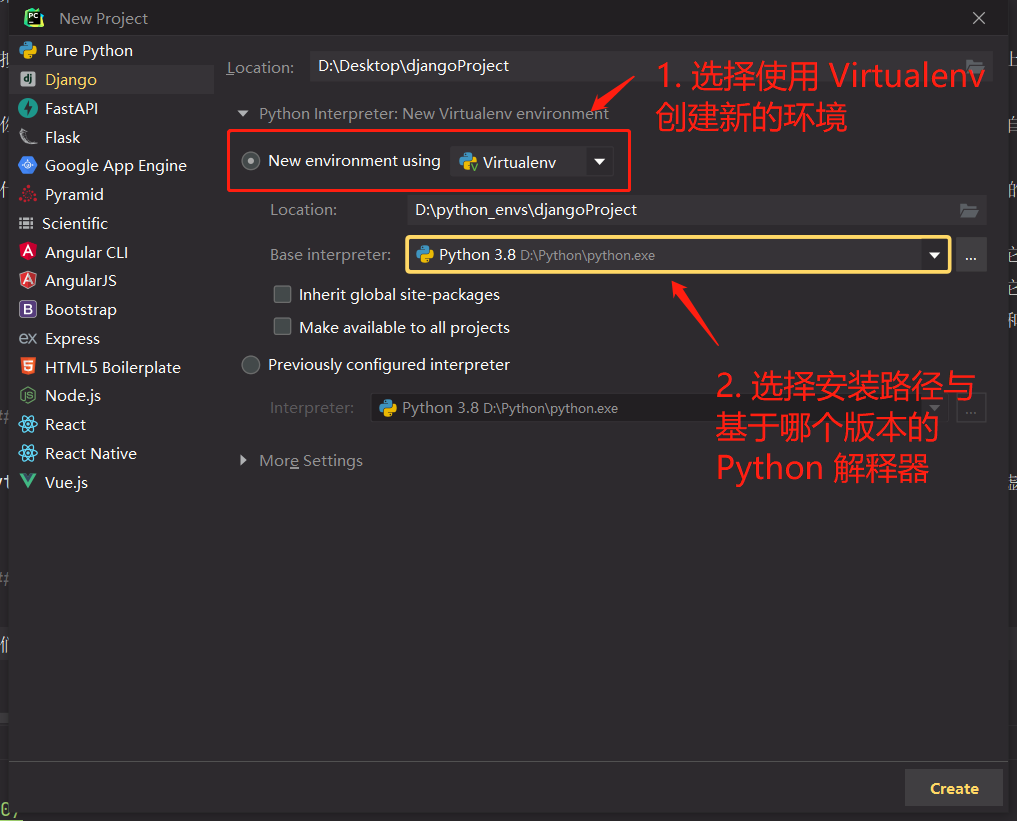 New Project
Pure Python
Django
FastAPI
Flask
Google App Engine
Pyramid
Scientific
Angular CLI
AngularJS
Bootstrap
Express
HTML5 Boilerplate
Node.js
React
React Native
Vue.js
Location: D:\Desktop\djangoProject
1. 选择使用 Virtualenv
创建新的环境
Python Interpreter: New Virtualenv environment
New environment using Virtualenv
Location: D:\python_envs\djangoProject
Base interpreter: Python 3.8 D:\Python\python.exe ...
Inherit global site-packages
Make available to all projects
Previously configured interpreter
Interpreter: Python 3.8 D:\Python\python.exe ...
2. 选择安装路径与
基于哪个版本的
Python 解释器
More Settings
Create